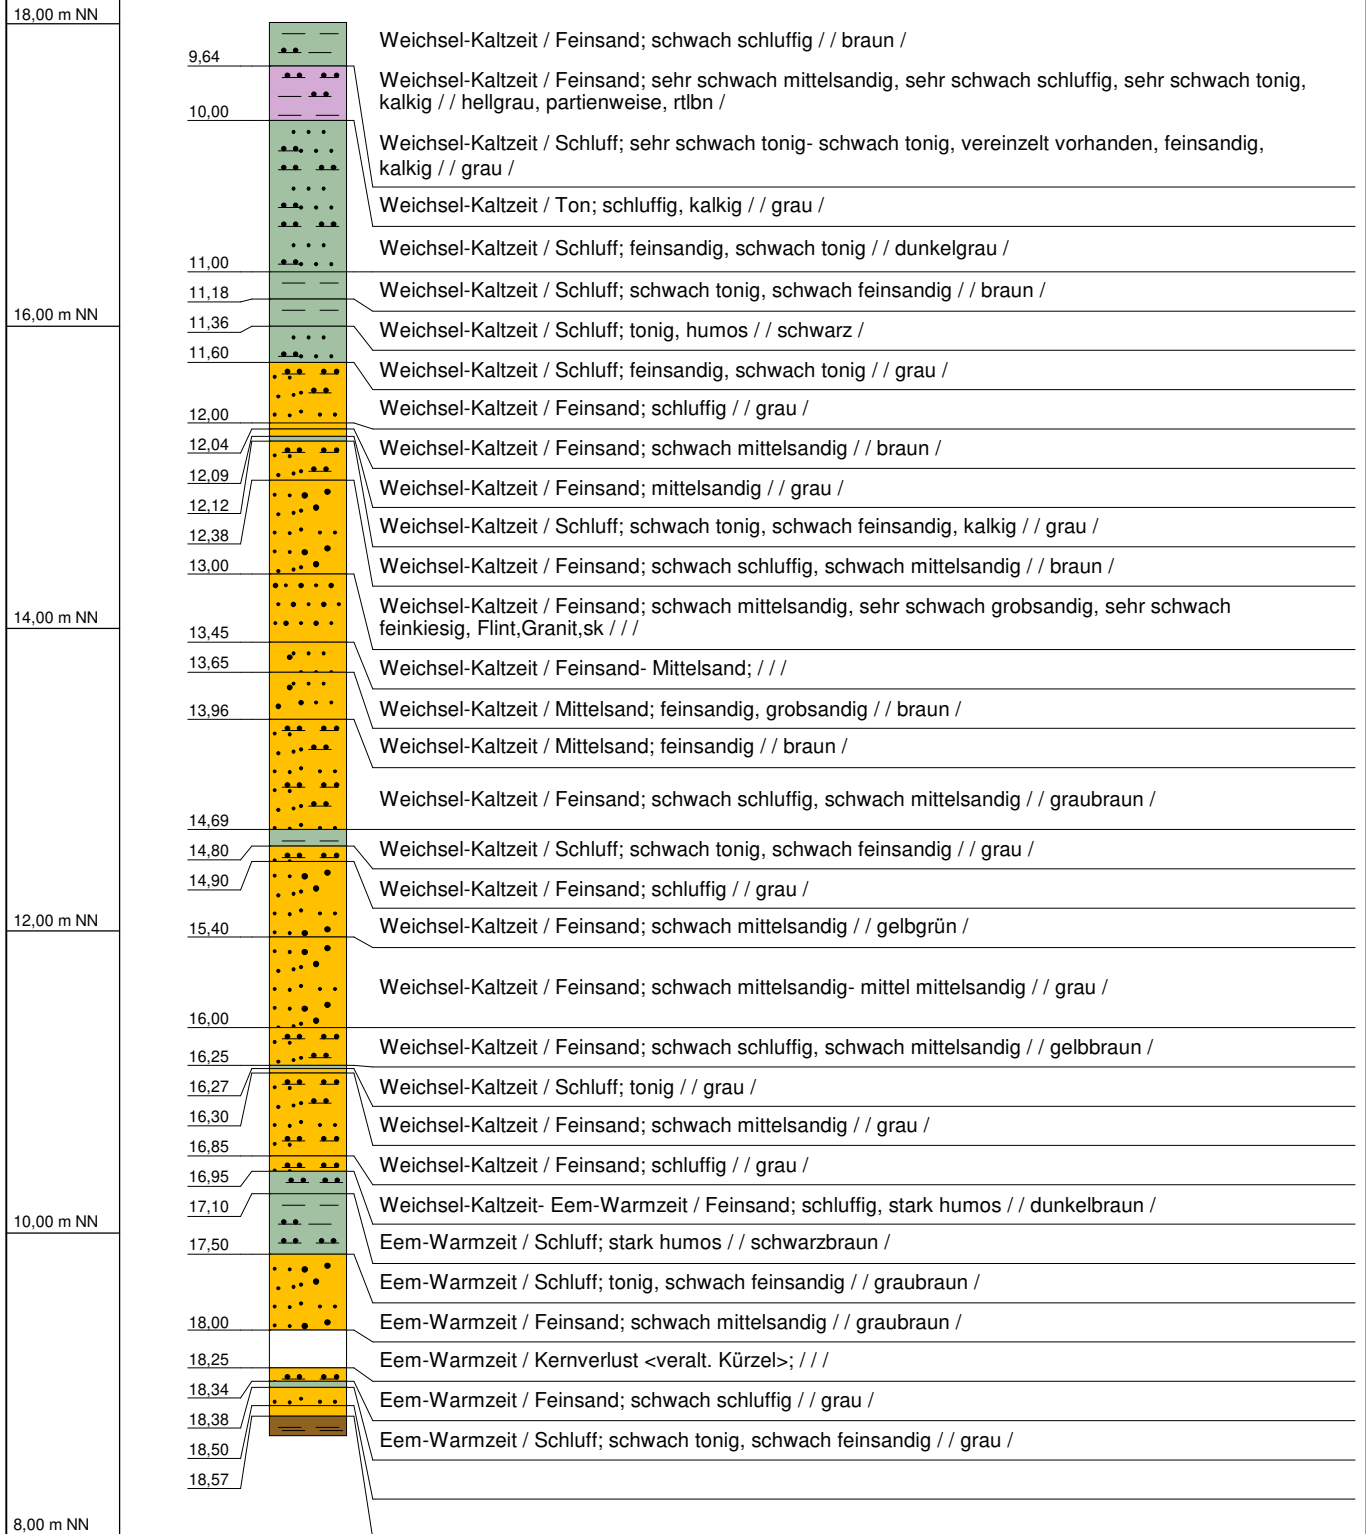 18,00 m NN
Weichsel-Kaltzeit / Feinsand; schwach schluffig / / braun /
9,64
Weichsel-Kaltzeit / Feinsand; sehr schwach mittelsandig, sehr schwach schluffig, sehr schwach tonig,
kalkig / / hellgrau, partienweise, rtlbn /
10,00
Weichsel-Kaltzeit / Schluff; sehr schwach tonig- schwach tonig, vereinzelt vorhanden, feinsandig,
kalkig / / grau /
Weichsel-Kaltzeit / Ton; schluffig, kalkig / / grau /
Weichsel-Kaltzeit / Schluff; feinsandig, schwach tonig / / dunkelgrau /
11,00
Weichsel-Kaltzeit / Schluff; schwach tonig, schwach feinsandig / / braun /
11,18
16,00 m NN
11,36
Weichsel-Kaltzeit / Schluff; tonig, humos / / schwarz /
11,60
Weichsel-Kaltzeit / Schluff; feinsandig, schwach tonig / / grau /
Weichsel-Kaltzeit / Feinsand; schluffig / / grau /
12,00
12,04
Weichsel-Kaltzeit / Feinsand; schwach mittelsandig / / braun /
12,09
Weichsel-Kaltzeit / Feinsand; mittelsandig / / grau /
12,12
Weichsel-Kaltzeit / Schluff; schwach tonig, schwach feinsandig, kalkig / / grau /
12,38
13,00
Weichsel-Kaltzeit / Feinsand; schwach schluffig, schwach mittelsandig / / braun /
Weichsel-Kaltzeit / Feinsand; schwach mittelsandig, sehr schwach grobsandig, sehr schwach
feinkiesig, Flint,Granit,sk / / /
14,00 m NN
13,45
13,65
Weichsel-Kaltzeit / Feinsand- Mittelsand; / / /
13,96
Weichsel-Kaltzeit / Mittelsand; feinsandig, grobsandig / / braun /
Weichsel-Kaltzeit / Mittelsand; feinsandig / / braun /
Weichsel-Kaltzeit / Feinsand; schwach schluffig, schwach mittelsandig / / graubraun /
14,69
14,80
Weichsel-Kaltzeit / Schluff; schwach tonig, schwach feinsandig / / grau /
14,90
Weichsel-Kaltzeit / Feinsand; schluffig / / grau /
12,00 m NN
15,40
Weichsel-Kaltzeit / Feinsand; schwach mittelsandig / / gelbgrün /
Weichsel-Kaltzeit / Feinsand; schwach mittelsandig- mittel mittelsandig / / grau /
16,00
Weichsel-Kaltzeit / Feinsand; schwach schluffig, schwach mittelsandig / / gelbbraun /
16,25
16,27
Weichsel-Kaltzeit / Schluff; tonig / / grau /
16,30
Weichsel-Kaltzeit / Feinsand; schwach mittelsandig / / grau /
16,85
Weichsel-Kaltzeit / Feinsand; schluffig / / grau /
16,95
17,10
Weichsel-Kaltzeit- Eem-Warmzeit / Feinsand; schluffig, stark humos / / dunkelbraun /
10,00 m NN
17,50
Eem-Warmzeit / Schluff; stark humos / / schwarzbraun /
Eem-Warmzeit / Schluff; tonig, schwach feinsandig / / graubraun /
18,00
Eem-Warmzeit / Feinsand; schwach mittelsandig / / graubraun /
18,25
Eem-Warmzeit / Kernverlust <veralt. Kürzel>; / / /
18,34
Eem-Warmzeit / Feinsand; schwach schluffig / / grau /
18,38
Eem-Warmzeit / Schluff; schwach tonig, schwach feinsandig / / grau /
18,50
18,57
8,00 m NN